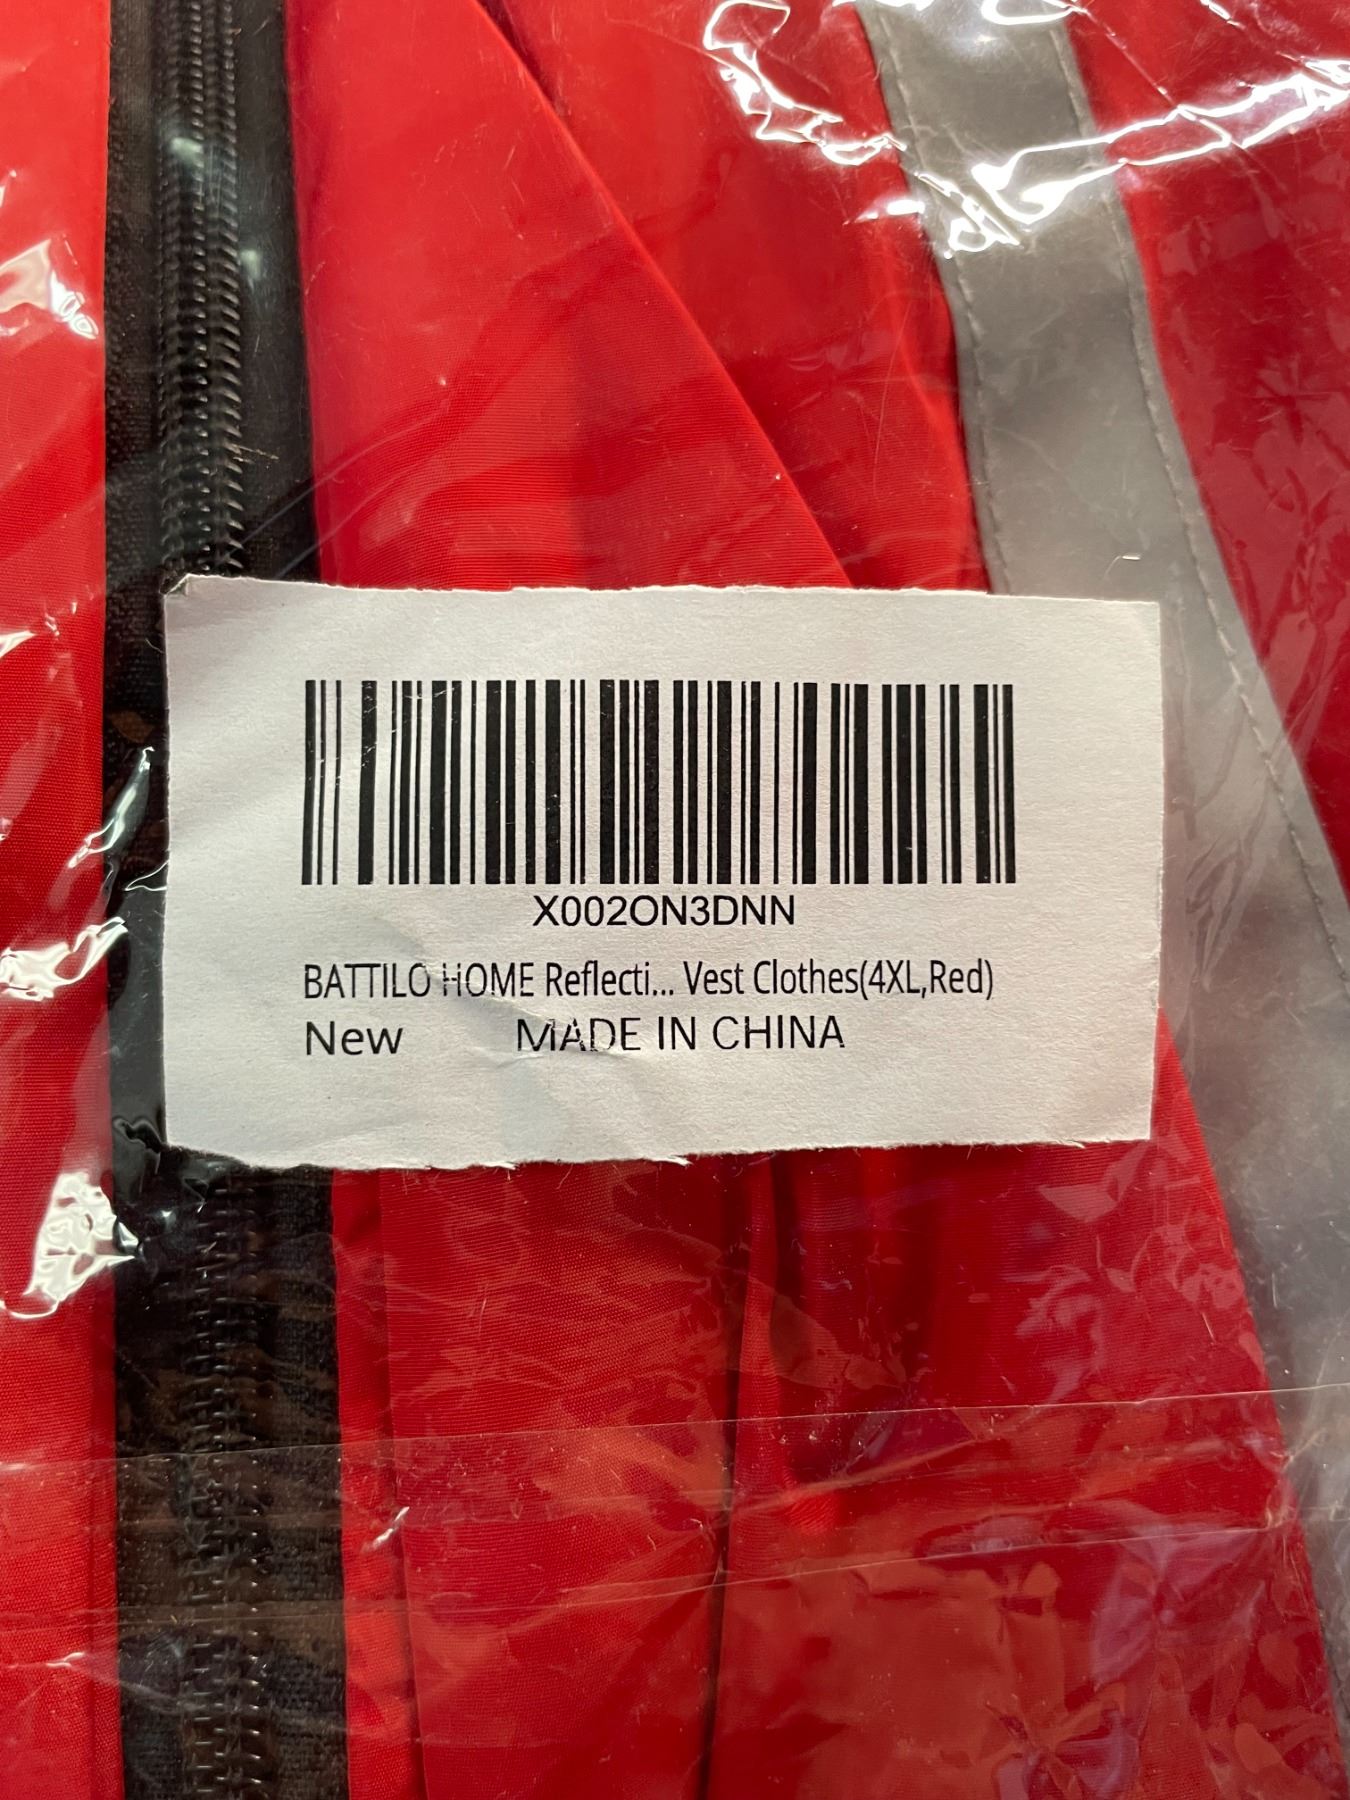 X002ON3DNN
BATTILO HOME Reflecti... Vest Clothes(4XL,Red)
New MADE IN CHINA